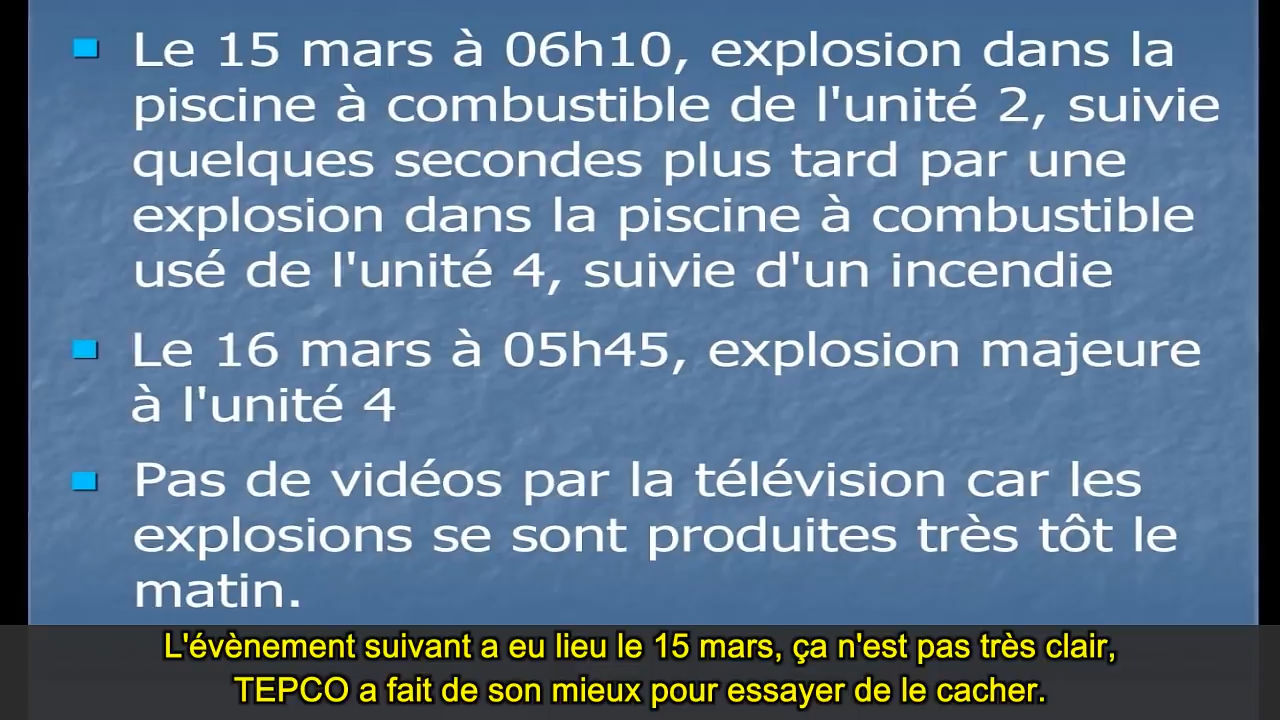 Le 15 mars à 06h10, explosion dans la
piscine à combustible de l'unité 2, suivie
quelques secondes plus tard par une
explosion dans la piscine à combustible
usé de l'unité 4, suivie d'un incendie
Le 16 mars à 05h45, explosion majeure
à l'unité 4
Pas de vidéos par la télévision car les
explosions se sont produites très tôt le
matin.
L'évènement suivant a eu lieu le 15 mars, ça n'est pas très clair,
TEPCO a fait de son mieux pour essayer de le cacher.